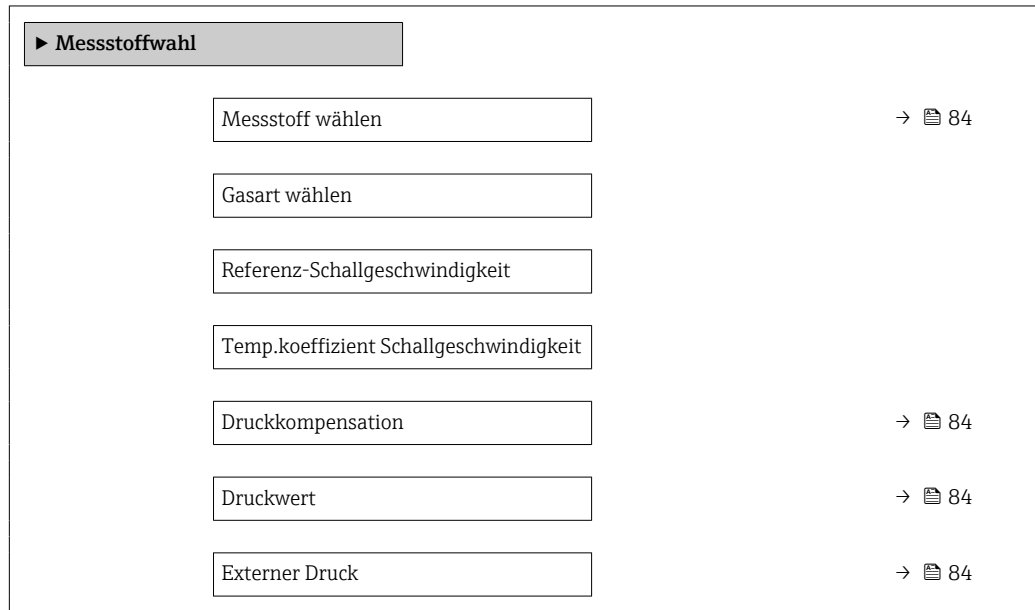 ► Messstoffwahl
Messstoff wählen → 84
Gasart wählen
Referenz-Schallgeschwindigkeit
Temp.koeffizient Schallgeschwindigkeit
Druckkompensation → 84
Druckwert → 84
Externer Druck → 84